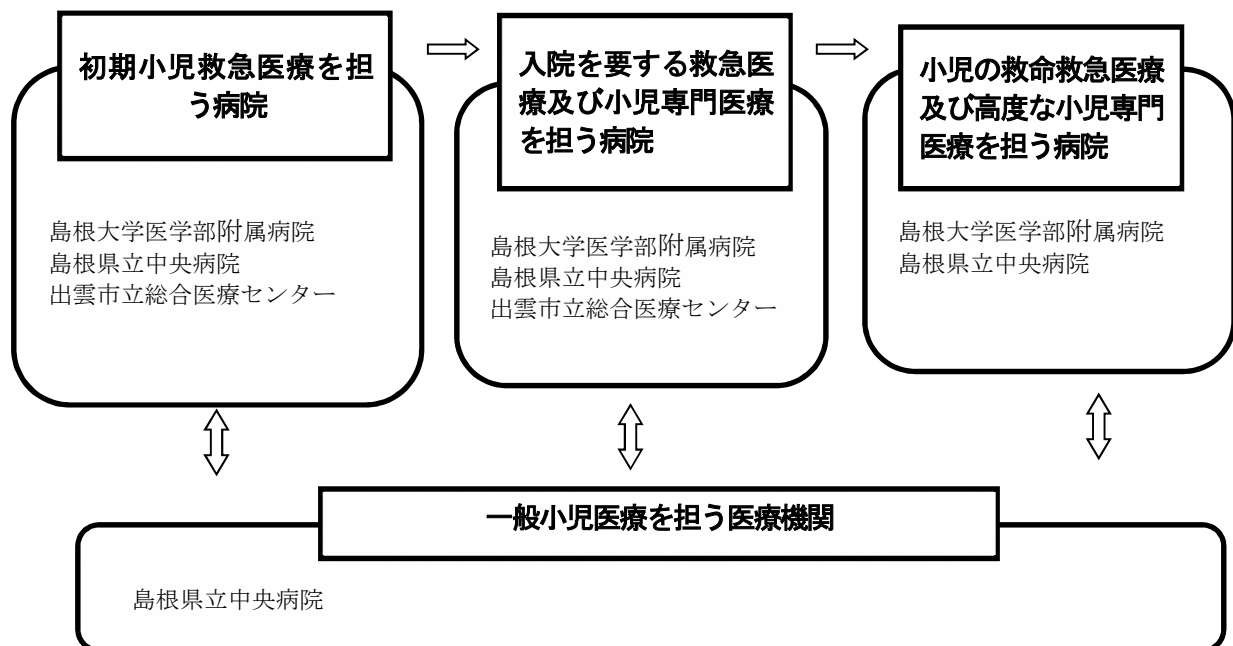 初期小児救急医療を担
う病院
島根大学医学部附属病院
島根県立中央病院
出雲市立総合医療センター
入院を要する救急医
療及び小児専門医療
を担う病院
島根大学医学部附属病院
島根県立中央病院
出雲市立総合医療センター
小児の救命救急医療
及び高度な小児専門
医療を担う病院
島根大学医学部附属病院
島根県立中央病院
一般小児医療を担う医療機関
島根県立中央病院